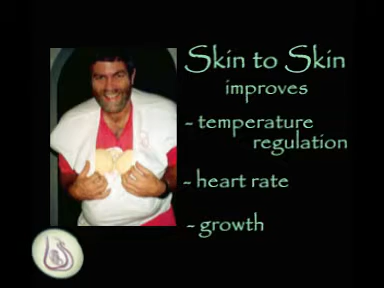 Skin to Skin
improves
- temperature
regulation
- heart rate
- growth